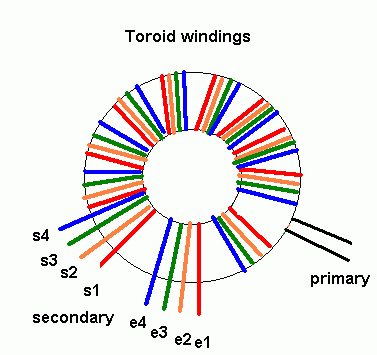 Toroid windings
s4
s3
s2
s1
primary
secondary
e4
e3
e2
e1